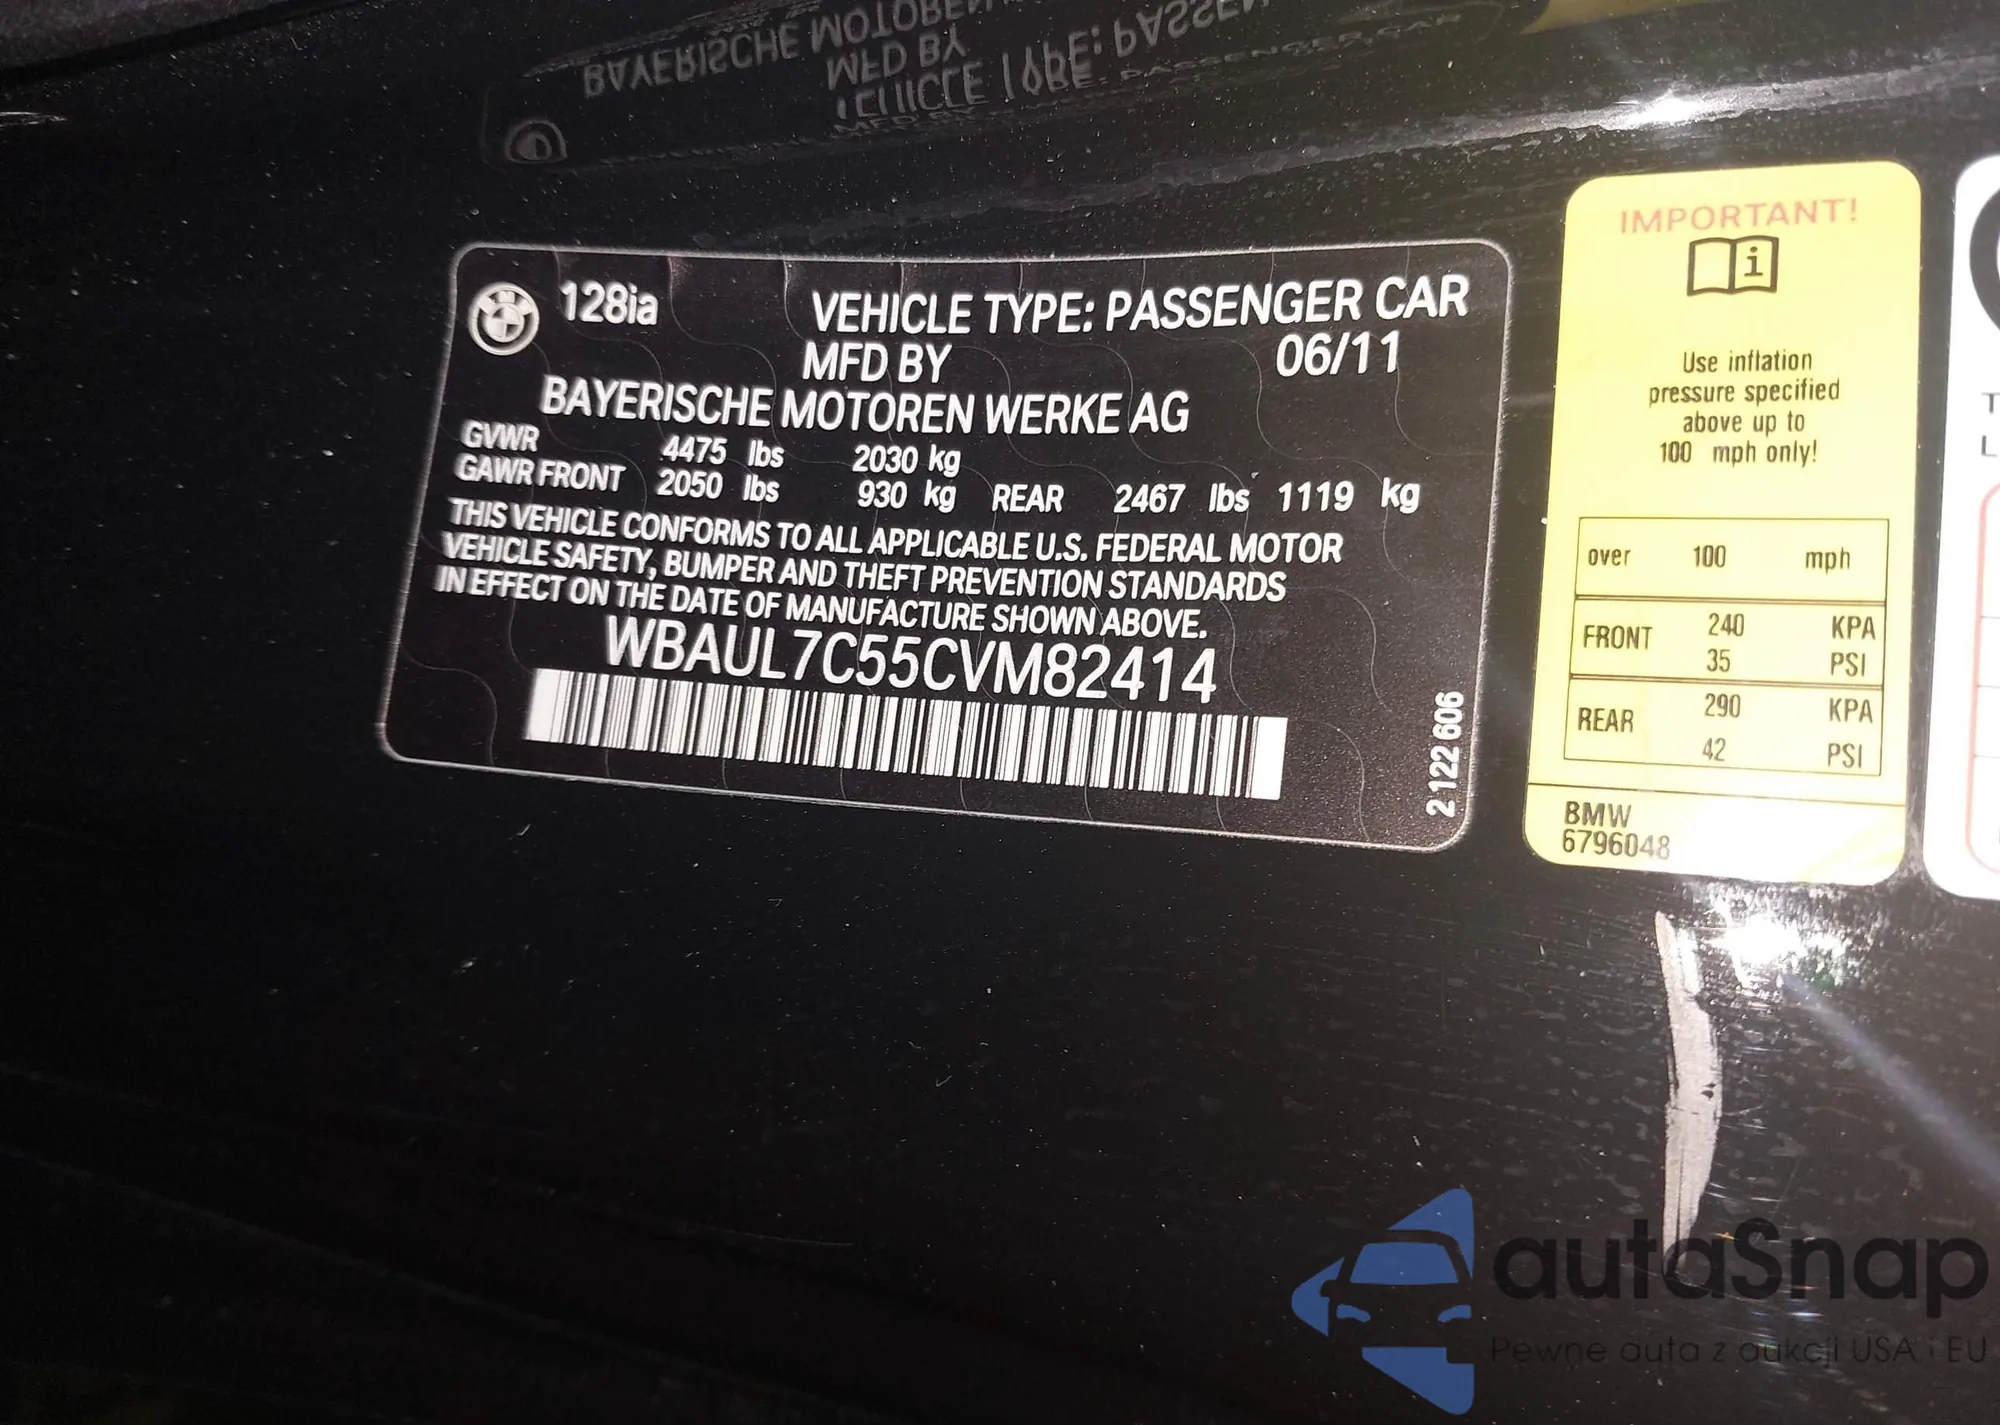 BAYERISCHE MOTOREN
MFD BY
VEHICLE TYPE: PASSEN
128ia
VEHICLE TYPE: PASSENGER CAR
MFD BY 06/11
BAYERISCHE MOTOREN WERKE AG
GVWR 4475 lbs 2030 kg
GAWR FRONT 2050 lbs 930 kg REAR 2467 lbs 1119 kg
THIS VEHICLE CONFORMS TO ALL APPLICABLE U.S. FEDERAL MOTOR
VEHICLE SAFETY, BUMPER AND THEFT PREVENTION STANDARDS
IN EFFECT ON THE DATE OF MANUFACTURE SHOWN ABOVE.
WBAUL7C55CVM82414
2 122 606
IMPORTANT!
i
Use inflation
pressure specified
above up to
100 mph only!
over 100 mph
FRONT 240 KPA
35 PSI
REAR 290 KPA
42 PSI
BMW
6796048
T
L
autaSnap
Pewne auta z aukcji USA i EU